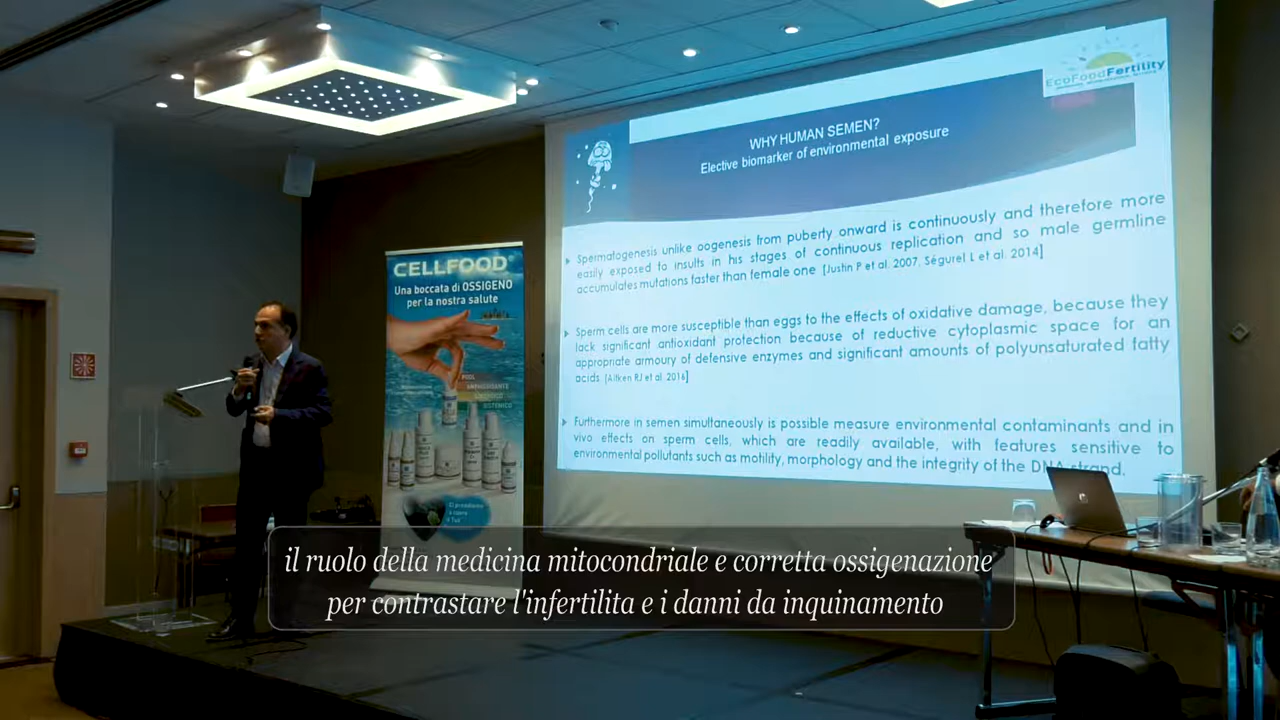 EcoFoodFertility
WHY HUMAN SEMEN?
Elective biomarker of environmental exposure
Spermatogenesis unlike oogenesis from puberty onward is continuously and therefore more
easily exposed to insults in his stages of continuous replication and so male germline
accumulates mutations faster than female one [Justin P et al. 2007, Ségurel L et al. 2014]
Sperm cells are more susceptible than eggs to the effects of oxidative damage, because they
lack significant antioxidant protection because of reductive cytoplasmic space for an
appropriate armoury of defensive enzymes and significant amounts of polyunsaturated fatty
acids [Aitken RJ et al. 2016]
Furthermore in semen simultaneously is possible measure environmental contaminants and in
vivo effects on sperm cells, which are readily available, with features sensitive to
environmental pollutants such as motility, morphology and the integrity of the DNA strand.
CELLFOOD®
Una boccata di OSSIGENO
per la nostra salute
Ci prendiamo
a cuore
il Tuo
il ruolo della medicina mitocondriale e corretta ossigenazione
per contrastare l'infertilita e i danni da inquinamento